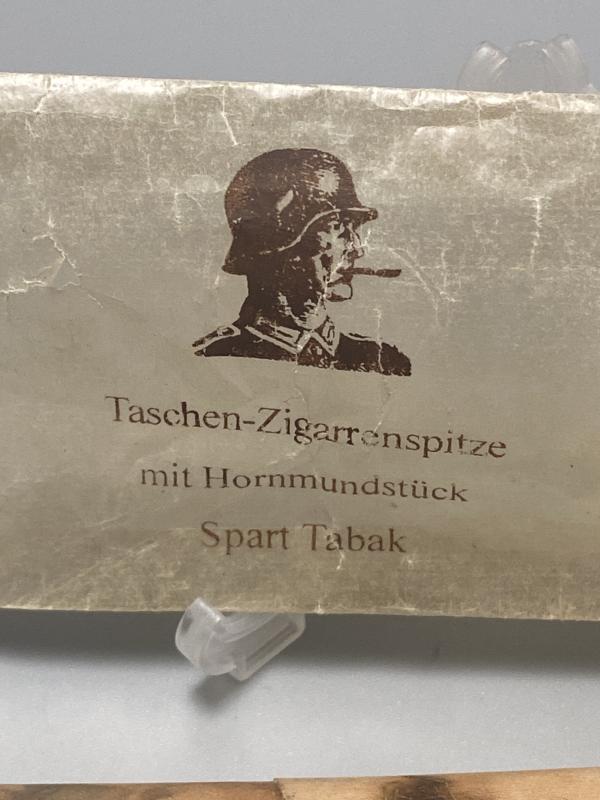 Taschen-Zigarrenspitze
mit Hornmundstück
Spart Tabak